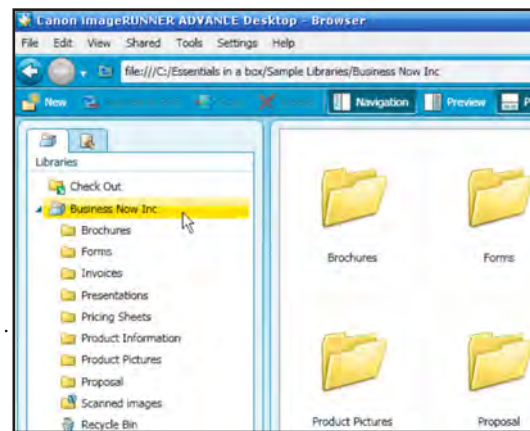 Canon imageRUNNER ADVANCE Desktop - Browser
File Edit View Shared Tools Settings Help
file:///C:/Essentials in a box/Sample Libraries/Business Now Inc
New Navigation Preview
Libraries
Check Out
Business Now Inc
Brochures
Forms
Invoices
Presentations
Pricing Sheets
Product Information
Product Pictures
Proposal
Scanned images
Recycle Bin
Brochures Forms
Product Pictures Proposal